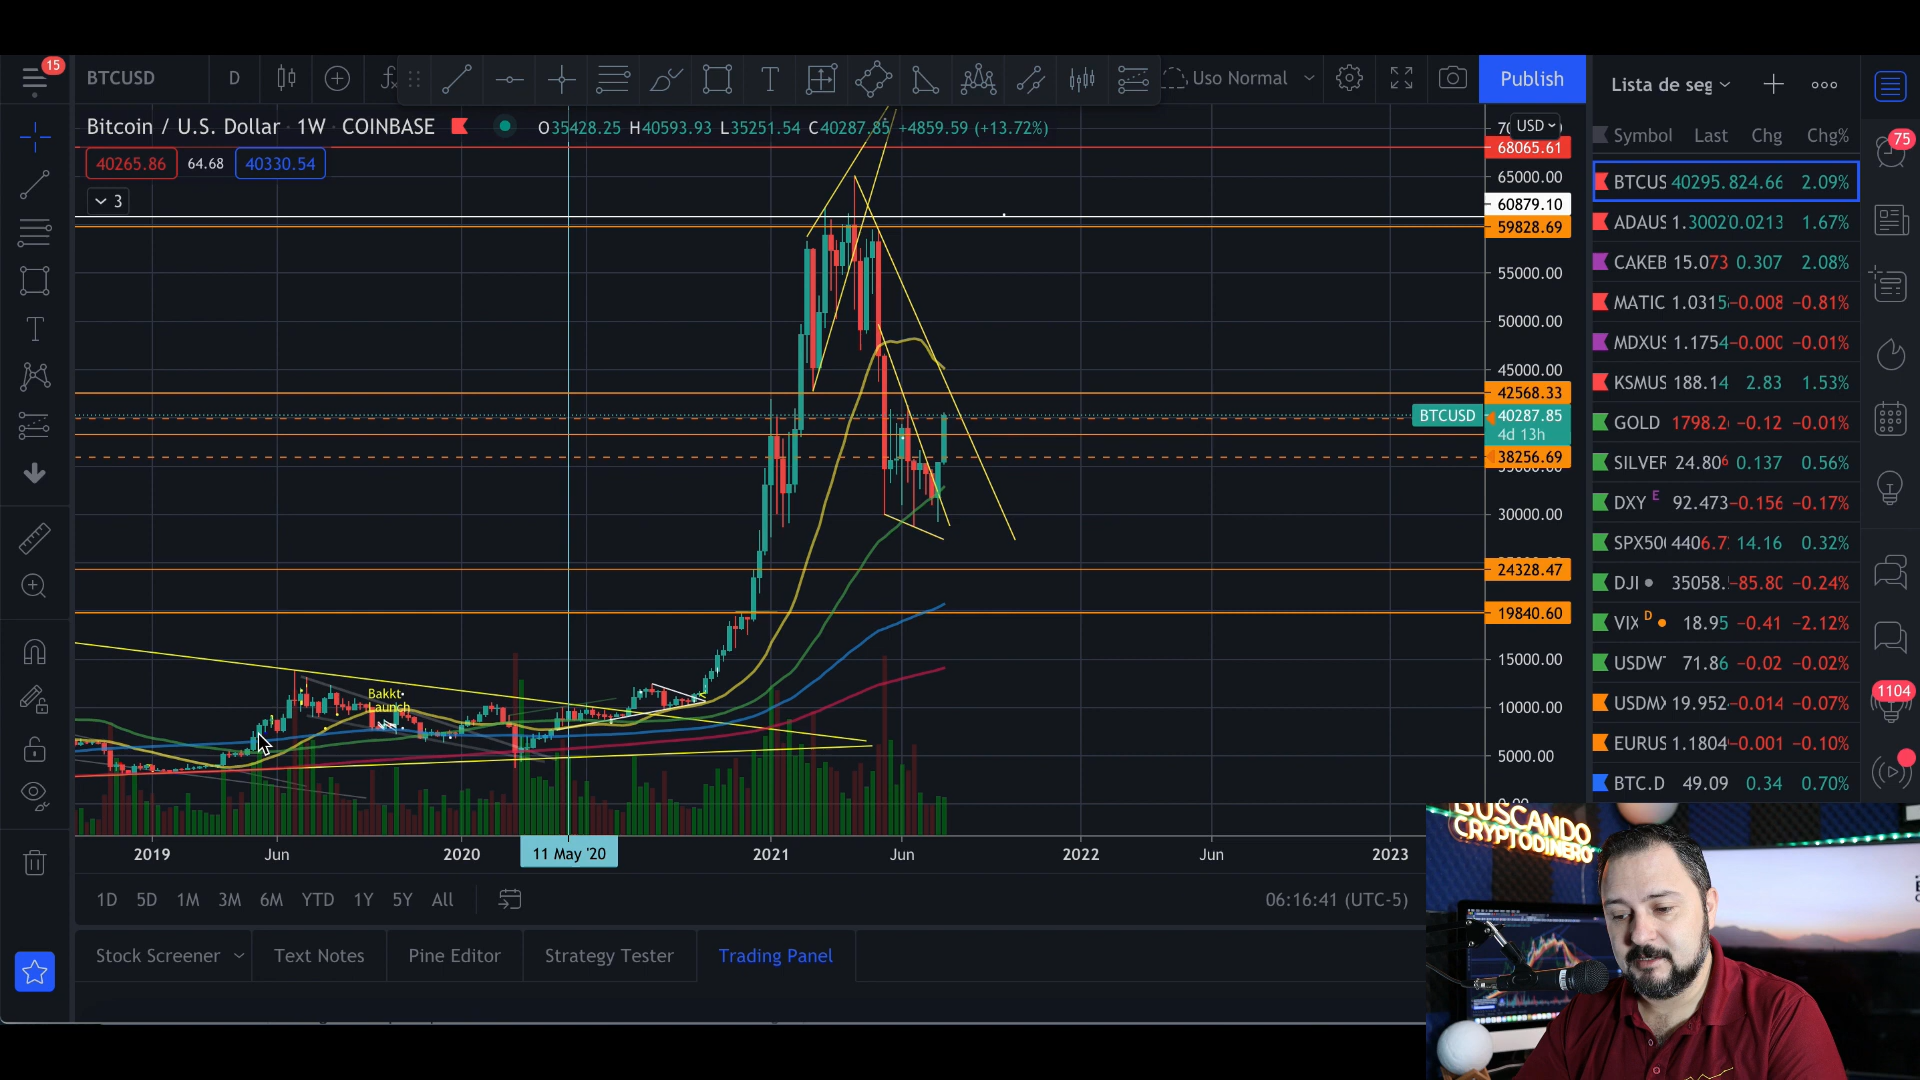 15
BTCUSD D Uso Normal Publish
Lista de seg
Bitcoin / U.S. Dollar · 1W · COINBASE O35428.25 H40593.93 L35251.54 C40287.85 +4859.59 (+13.72%)
40265.86 64.68 40330.54
3
USD
68065.61
65000.00
60879.10
59828.69
55000.00
50000.00
45000.00
42568.33
BTCUSD 40287.85
4d 13h
38256.69
30000.00
24328.47
19840.60
15000.00
10000.00
5000.00
Bakkt
Launch
2019 Jun 2020 11 May '20 2021 Jun 2022 Jun 2023
1D 5D 1M 3M 6M YTD 1Y 5Y All 06:16:41 (UTC-5)
Stock Screener Text Notes Pine Editor Strategy Tester Trading Panel
Symbol Last Chg Chg%
BTCUS 40295.824.66 2.09%
ADAUS 1.30020.0213 1.67%
CAKEB 15.073 0.307 2.08%
MATIC 1.0315 -0.008 -0.81%
MDXUS 1.1754 -0.000 -0.01%
KSMUS 188.14 2.83 1.53%
GOLD 1798.2 -0.12 -0.01%
SILVER 24.806 0.137 0.56%
DXY E 92.473 -0.156 -0.17%
SPX500 4406.7 14.16 0.32%
DJI 35058. -85.80 -0.24%
VIX D 18.95 -0.41 -2.12%
USDWT 71.86 -0.02 -0.02%
USDMX 19.952 -0.014 -0.07%
EURUS 1.1804 -0.001 -0.10%
BTC.D 49.09 0.34 0.70%
75
1104
BUSCANDO
CRYPTODINERO